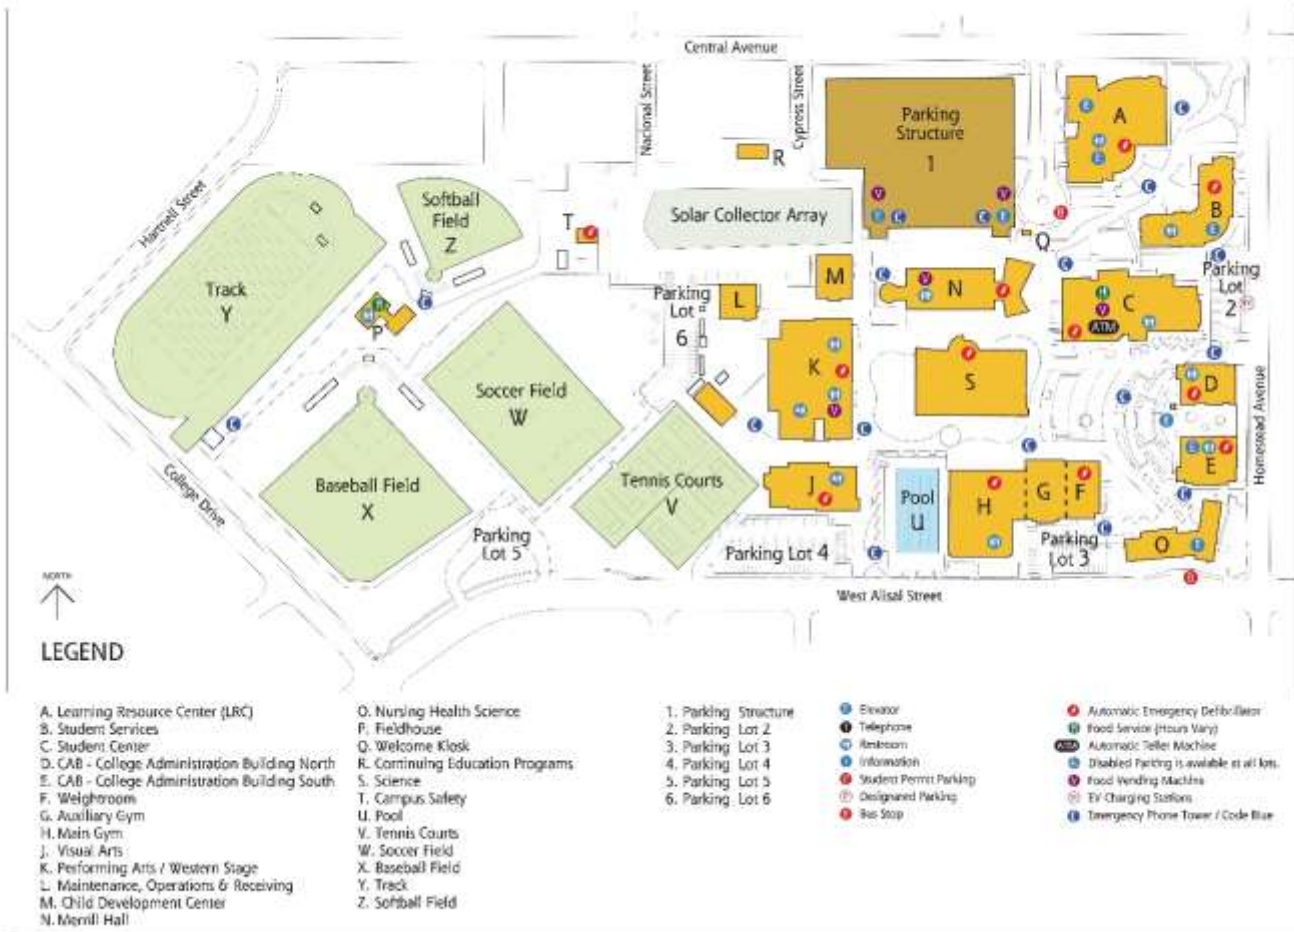 Central Avenue
Nacional Street
Cypress Street
Hartnell Street
Parking
Structure
1
A
R
B
Softball
Field
Z
T
Solar Collector Array
Q
Track
Y
M
N
C
ATM
Parking
Lot
2
L
Parking
Lot
6
P
K
S
D
Soccer Field
W
Homestead Avenue
E
Tennis Courts
V
J
Pool
U
H
G
F
Baseball Field
X
College Drive
Parking
Lot 5
Parking Lot 4
Parking
Lot 3
O
West Alisal Street
NORTH
LEGEND
A. Learning Resource Center (LRC)
B. Student Services
C. Student Center
D. CAB - College Administration Building North
E. CAB - College Administration Building South
F. Weightroom
G. Auxiliary Gym
H. Main Gym
J. Visual Arts
K. Performing Arts / Western Stage
L. Maintenance, Operations & Receiving
M. Child Development Center
N. Merrill Hall
O. Nursing Health Science
P. Fieldhouse
Q. Welcome Kiosk
R. Continuing Education Programs
S. Science
T. Campus Safety
U. Pool
V. Tennis Courts
W. Soccer Field
X. Baseball Field
Y. Track
Z. Softball Field
1. Parking Structure
2. Parking Lot 2
3. Parking Lot 3
4. Parking Lot 4
5. Parking Lot 5
6. Parking Lot 6
Elevator
Telephone
Restroom
Information
Student Permit Parking
Designated Parking
Bus Stop
Automatic Emergency Defibrillator
Food Service (Hours Vary)
Automatic Teller Machine
Disabled Parking is available at all lots.
Food Vending Machine
EV Charging Stations
Emergency Phone Tower / Code Blue